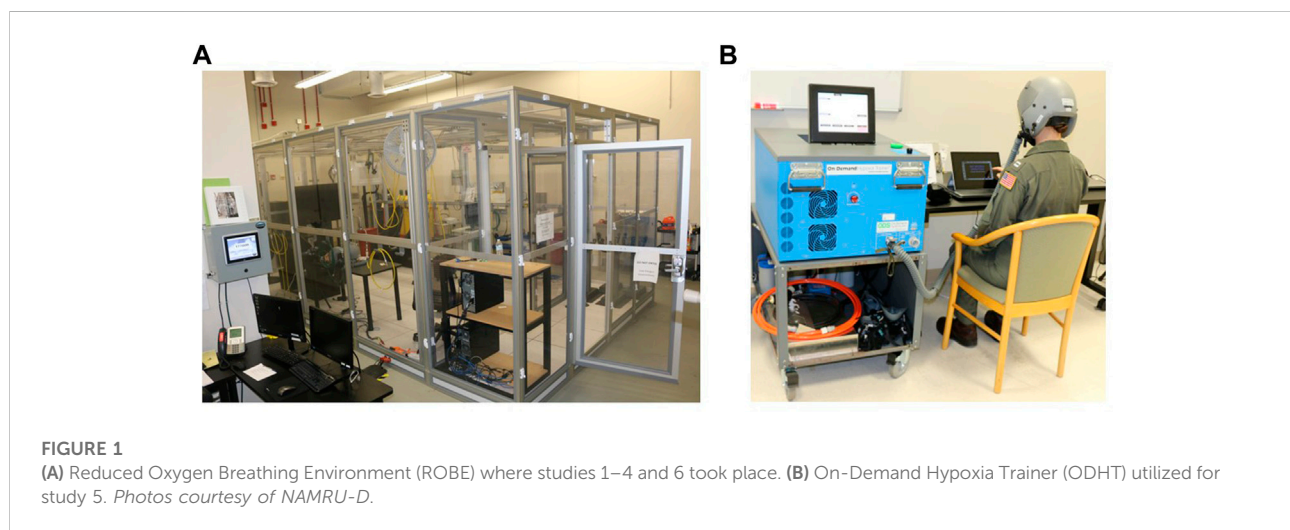 A
B
On Demand
FIGURE 1
(A) Reduced Oxygen Breathing Environment (ROBE) where studies 1–4 and 6 took place. (B) On-Demand Hypoxia Trainer (ODHT) utilized for
study 5. Photos courtesy of NAMRU-D.